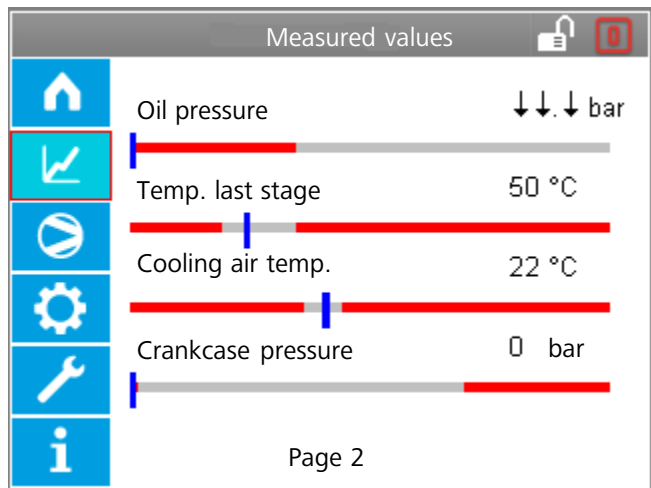 Measured values 0
Oil pressure ↓↓.↓ bar
Temp. last stage 50 °C
Cooling air temp. 22 °C
Crankcase pressure 0 bar
i Page 2